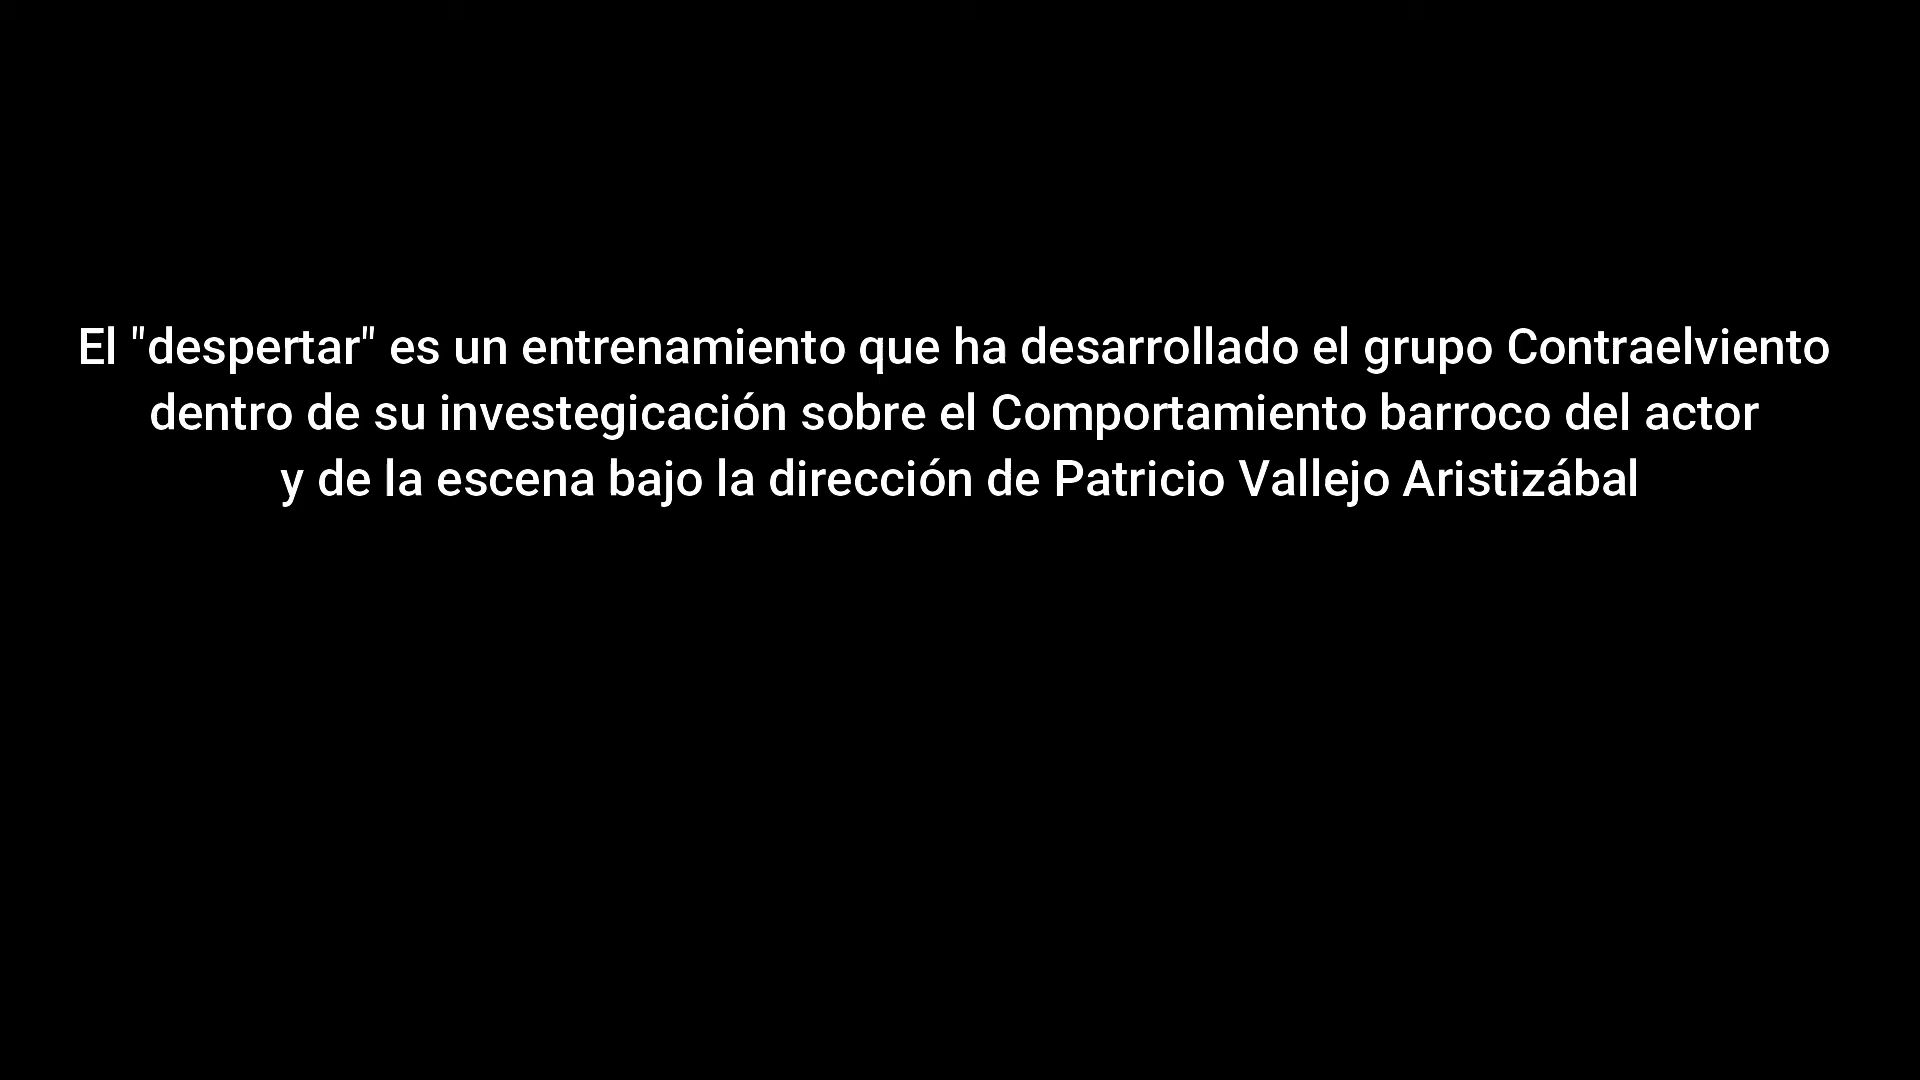 El "despertar" es un entrenamiento que ha desarrollado el grupo Contraelviento
dentro de su investegicación sobre el Comportamiento barroco del actor
y de la escena bajo la dirección de Patricio Vallejo Aristizábal